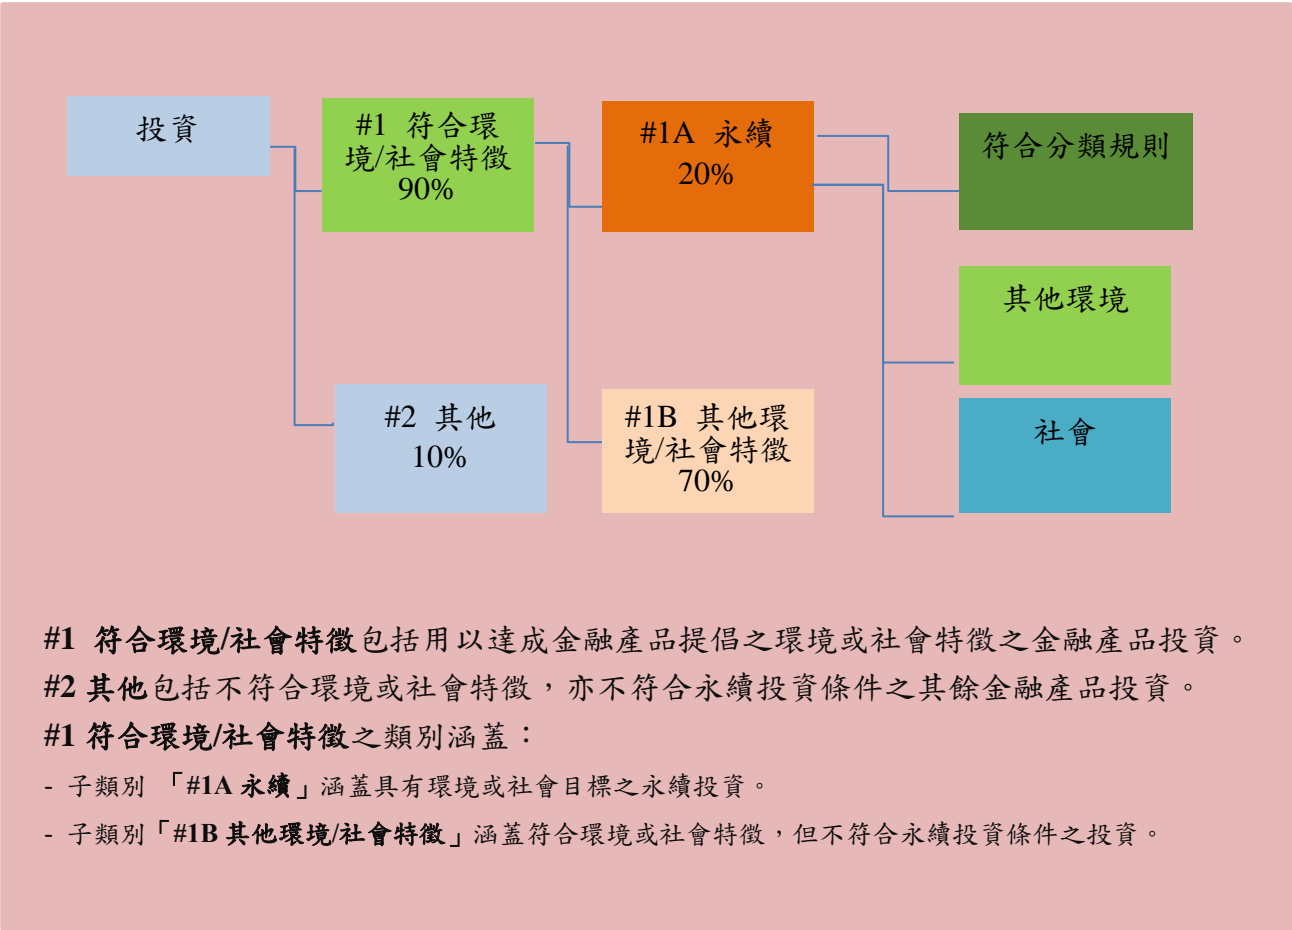 投資
#1 符合環
境/社會特徵
90%
#1A 永續
20%
符合分類規則
其他環境
#2 其他
10%
#1B 其他環
境/社會特徵
70%
社會
#1 符合環境/社會特徵包括用以達成金融產品提倡之環境或社會特徵之金融產品投資。
#2 其他包括不符合環境或社會特徵，亦不符合永續投資條件之其餘金融產品投資。
#1 符合環境/社會特徵之類別涵蓋：
- 子類別 「#1A 永續」涵蓋具有環境或社會目標之永續投資。
- 子類別「#1B 其他環境/社會特徵」涵蓋符合環境或社會特徵，但不符合永續投資條件之投資。